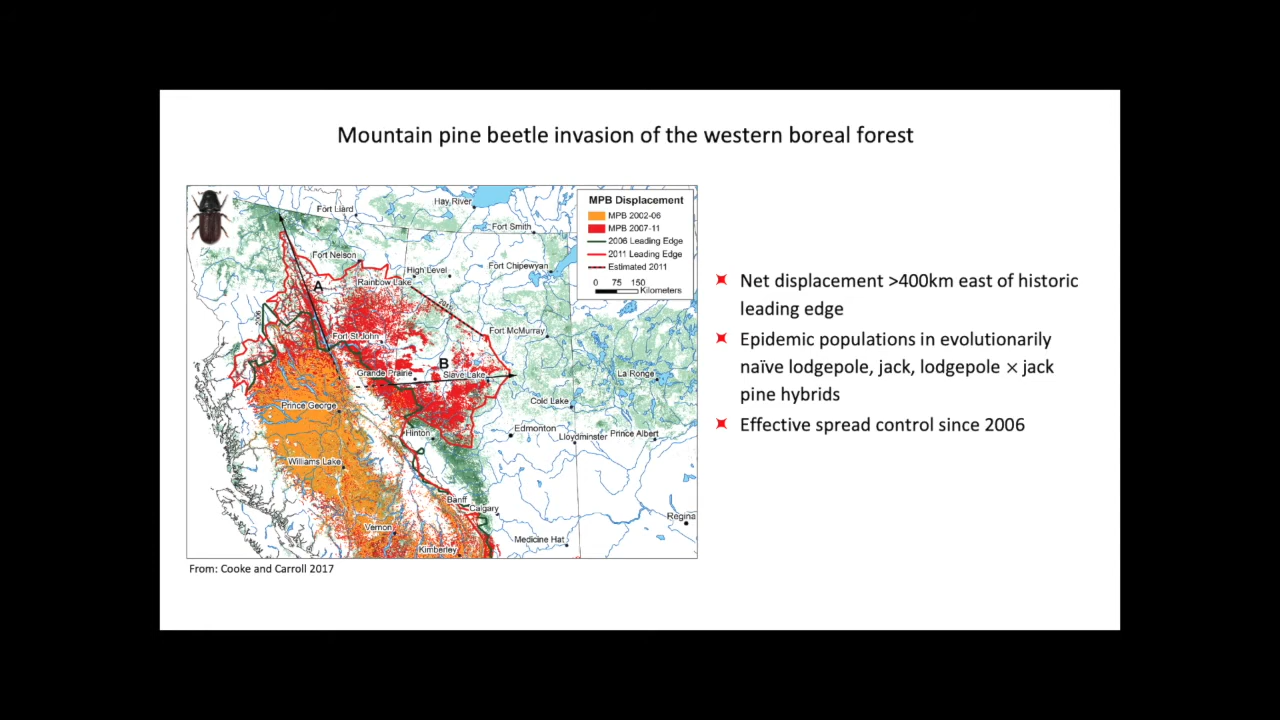 Mountain pine beetle invasion of the western boreal forest
MPB Displacement
MPB 2002-06
MPB 2007-11
2006 Leading Edge
2011 Leading Edge
Estimated 2011
0 75 150
Kilometers
Fort Liard
Hay River
Fort Smith
Fort Nelson
High Level
Fort Chipewyan
Rainbow Lake
A
2006
Fort St.John
Fort McMurray
B
Grande Prairie
Slave Lake
La Ronge
Prince George
Cold Lake
Hinton
Edmonton
Lloydminster
Prince Albert
Williams Lake
Banff
Calgary
Regina
Vernon
Medicine Hat
Kimberley
From: Cooke and Carroll 2017
Net displacement >400km east of historic
leading edge
Epidemic populations in evolutionarily
naïve lodgepole, jack, lodgepole × jack
pine hybrids
Effective spread control since 2006